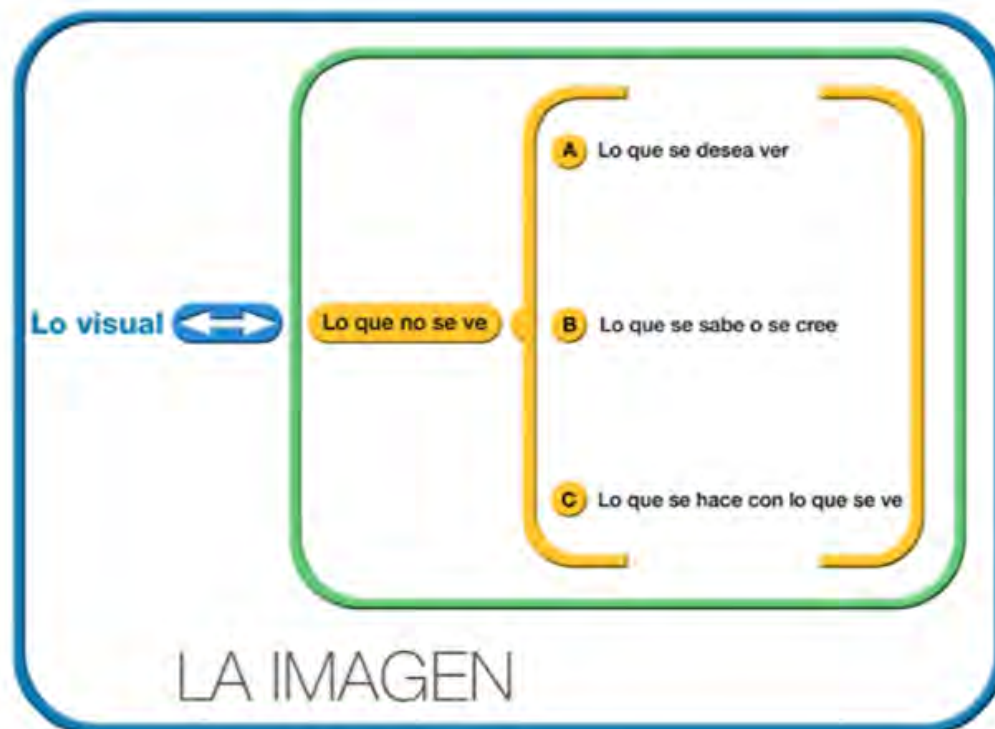 A Lo que se desea ver
Lo visual
Lo que no se ve
B Lo que se sabe o se cree
C Lo que se hace con lo que se ve
LA IMAGEN